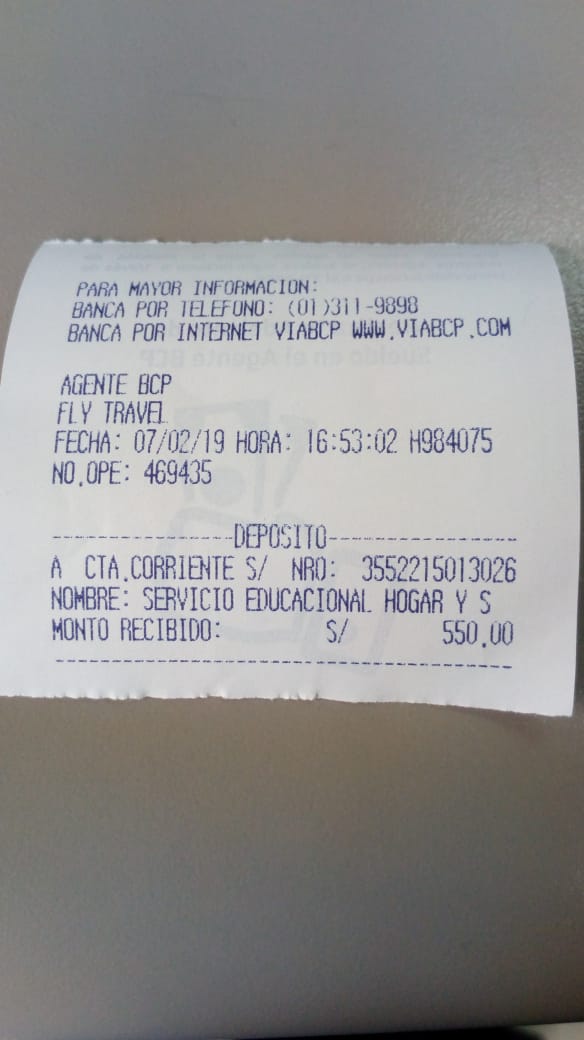 PARA MAYOR INFORMACION:
BANCA POR TELEFONO: (01)311-9898
BANCA POR INTERNET VIABCP WWW.VIABCP.COM
AGENTE BCP
FLY TRAVEL
FECHA: 07/02/19 HORA: 16:53:02 H984075
NO.OPE: 469435
--------------------DEPOSITO--------------------
A CTA.CORRIENTE S/ NRO: 3552215013026
NOMBRE: SERVICIO EDUCACIONAL HOGAR Y S
MONTO RECIBIDO: S/ 550.00
------------------------------------------------